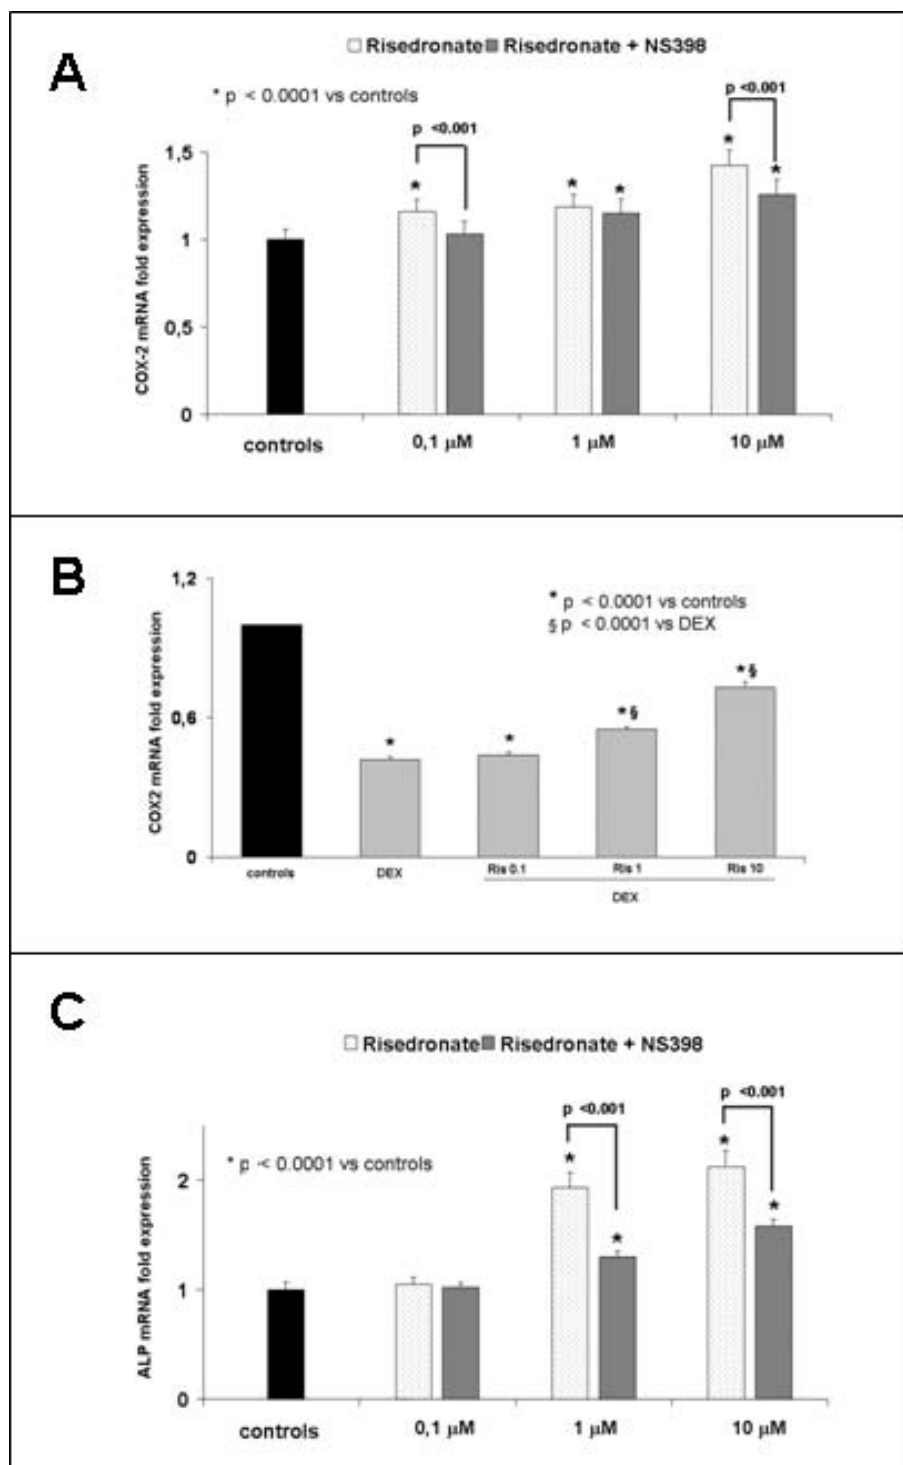 A
Risedronate Risedronate + NS398
* p < 0.0001 vs controls
p <0.001
p <0.001
* * * * *
COX-2 mRNA fold expression
1,5
1
0,5
0
controls 0,1 µM 1 µM 10 µM
B
* p < 0.0001 vs controls
§ p < 0.0001 vs DEX
COX2 mRNA fold expression
1,2
0,6
0
* * *§ *§
controls DEX Ris 0.1 Ris 1 Ris 10
DEX
C
Risedronate Risedronate + NS398
* p < 0.0001 vs controls
p <0.001
p <0.001
* * * *
ALP mRNA fold expression
2
1
0
controls 0,1 µM 1 µM 10 µM